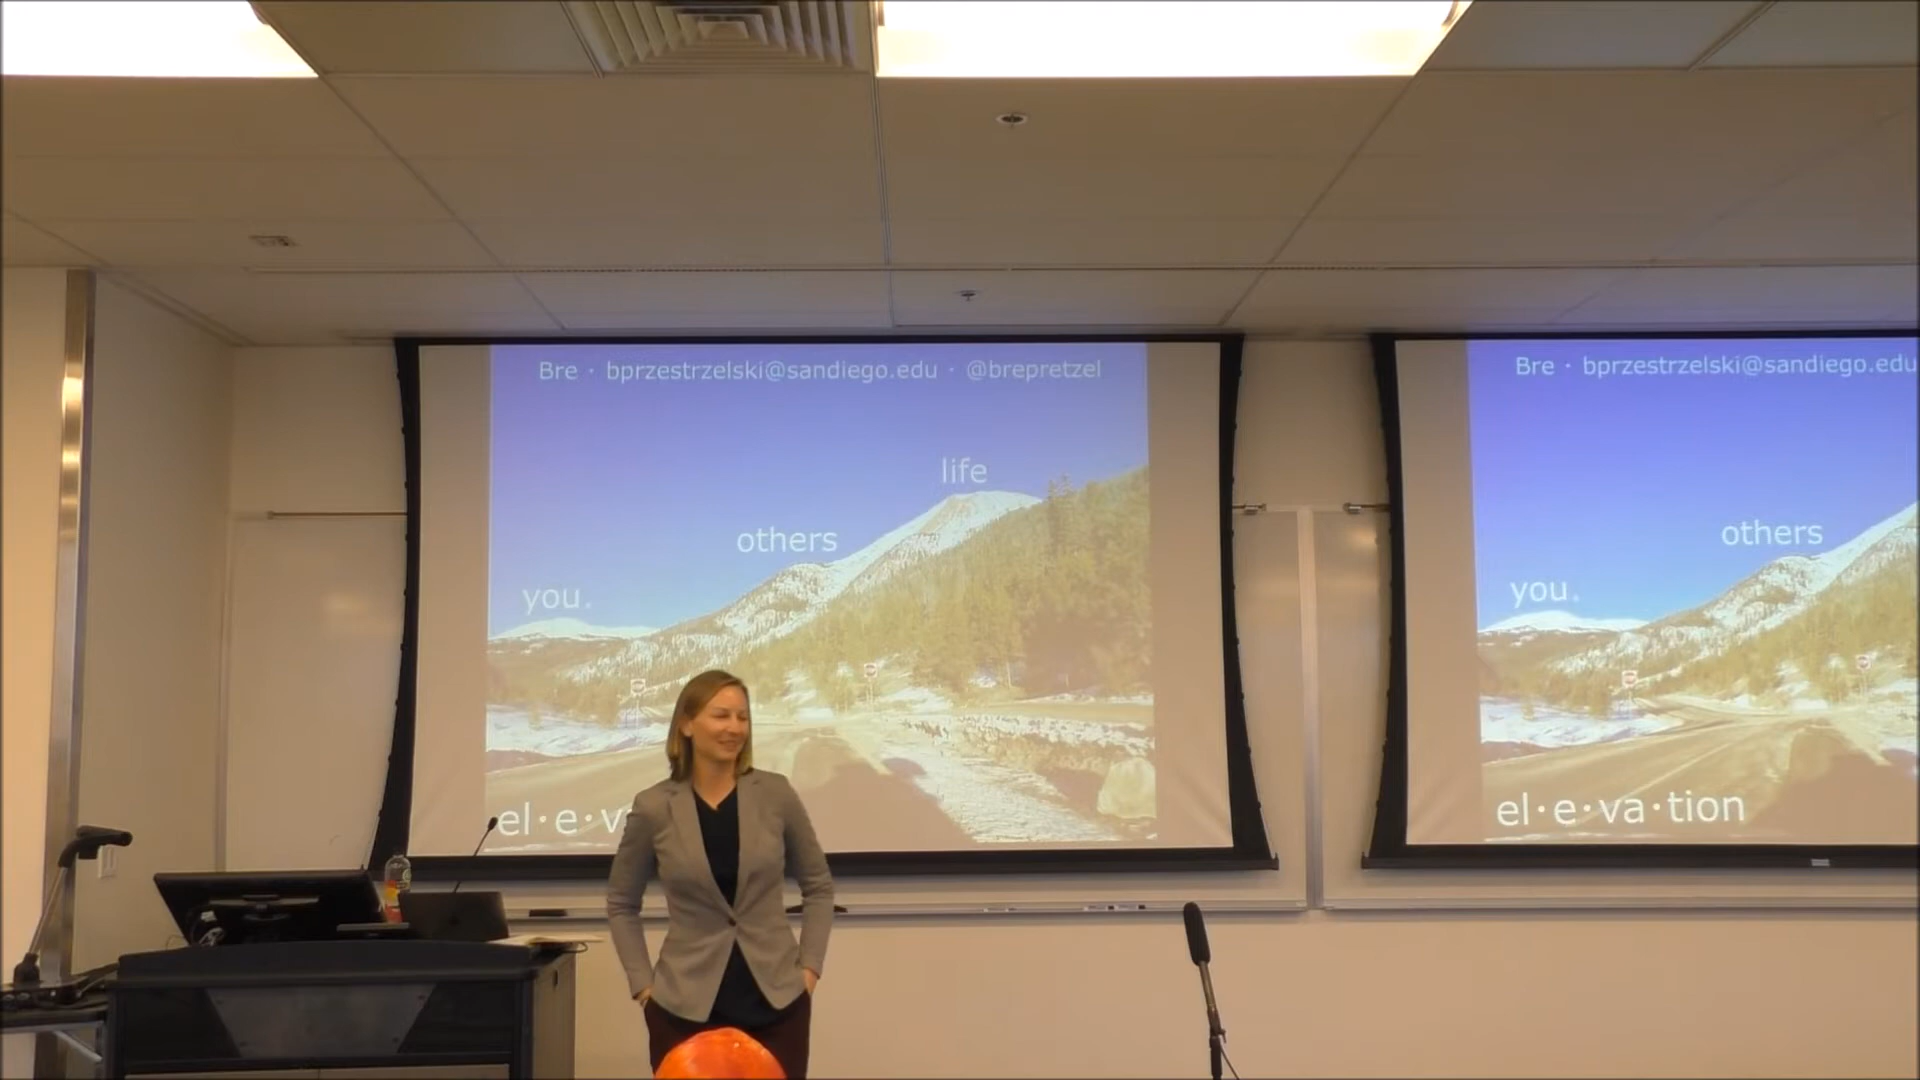 Bre · bprzestrzelski@sandiego.edu · @brepretzel
life
others
you.
el·e·v
Bre · bprzestrzelski@sandiego.edu
others
you.
el·e·va·tion